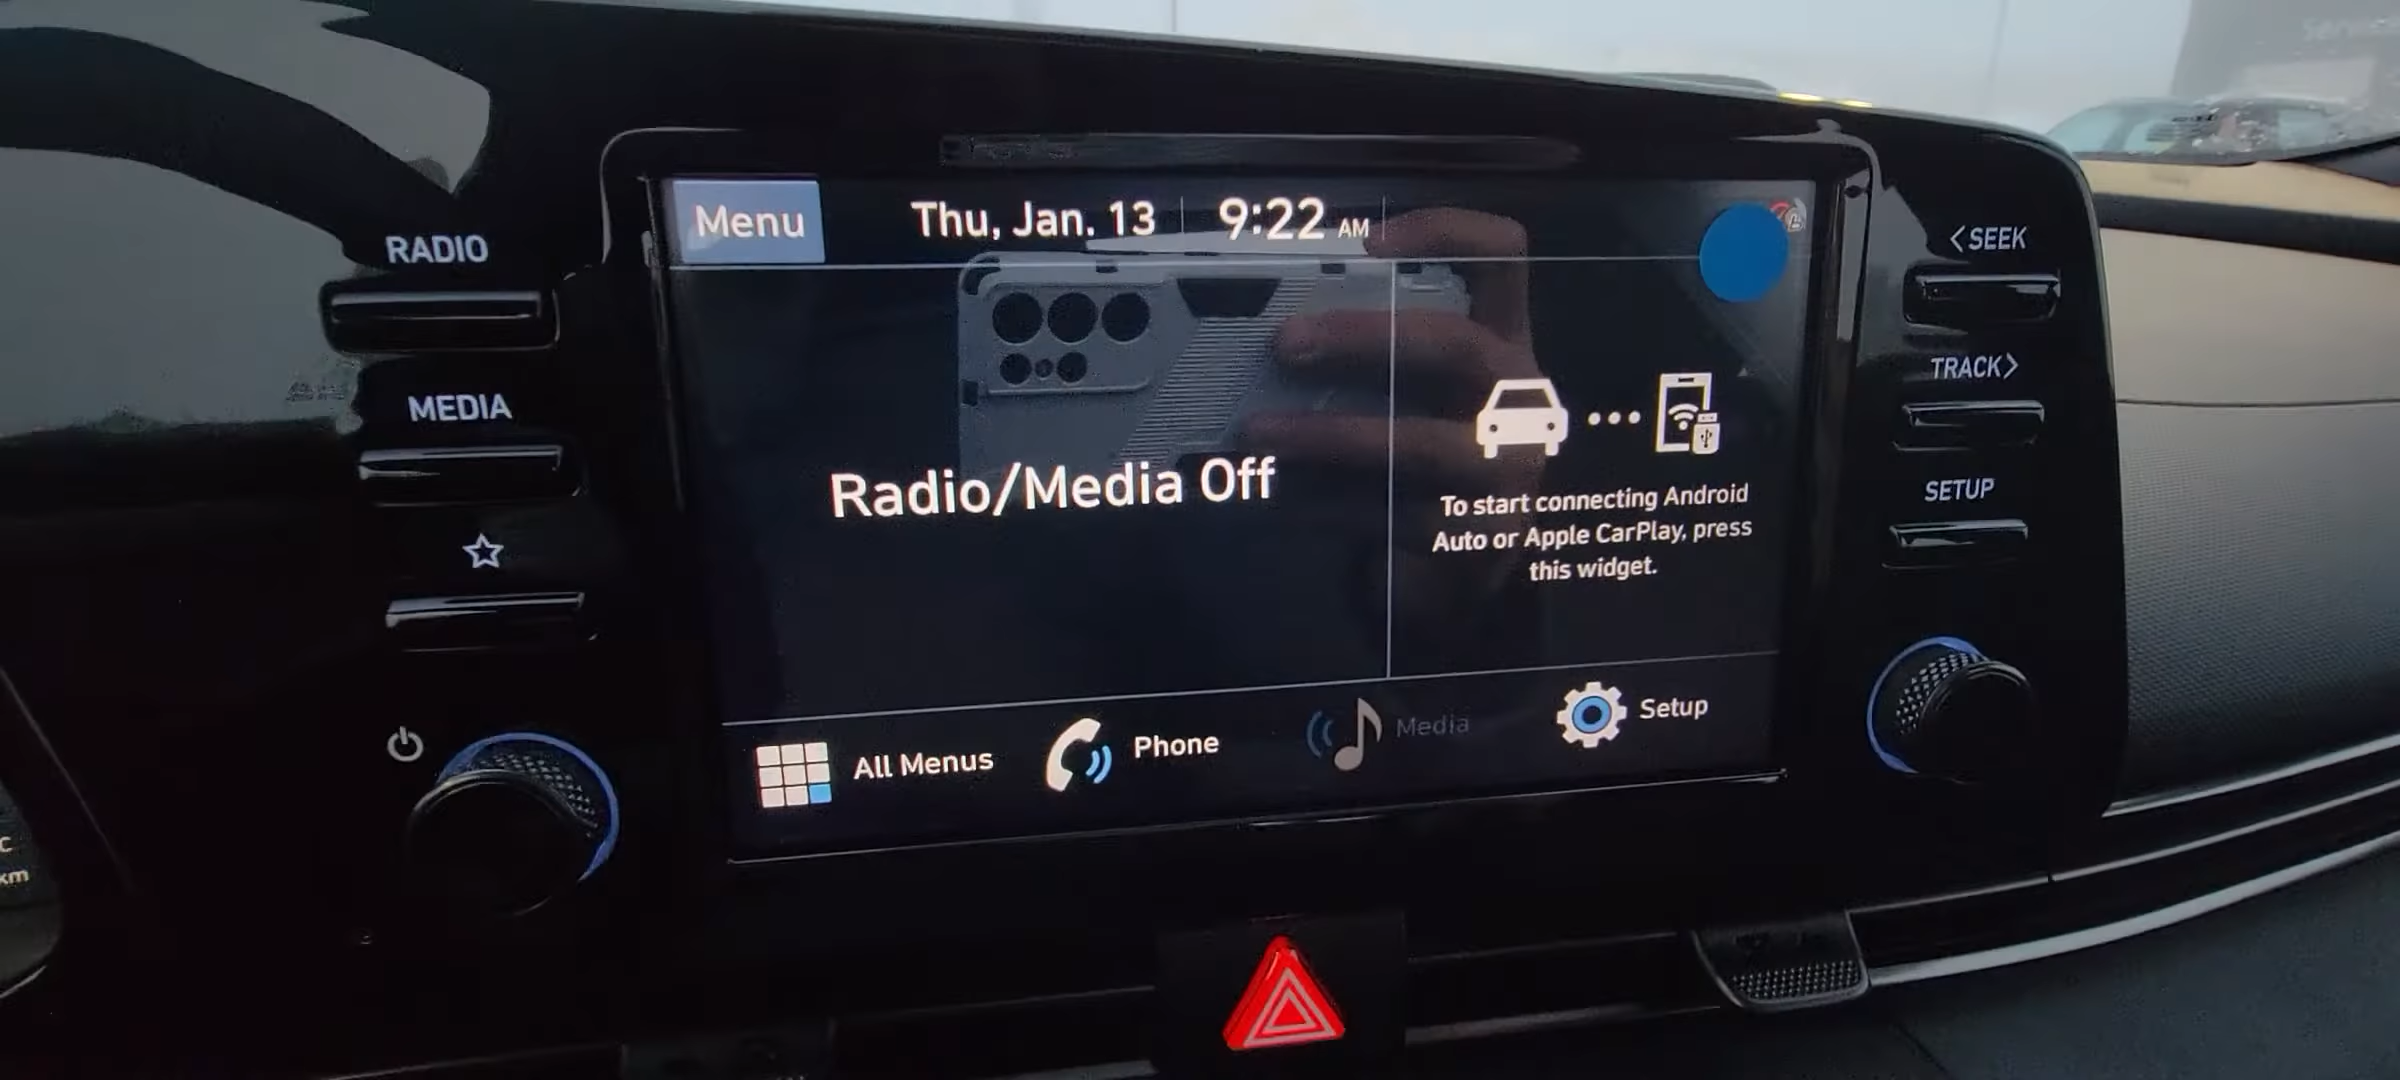 RADIO
MEDIA
Menu
Thu, Jan. 13
9:22 AM
Radio/Media Off
To start connecting Android
Auto or Apple CarPlay, press
this widget.
All Menus
Phone
Media
Setup
<SEEK
TRACK>
SETUP
C
km